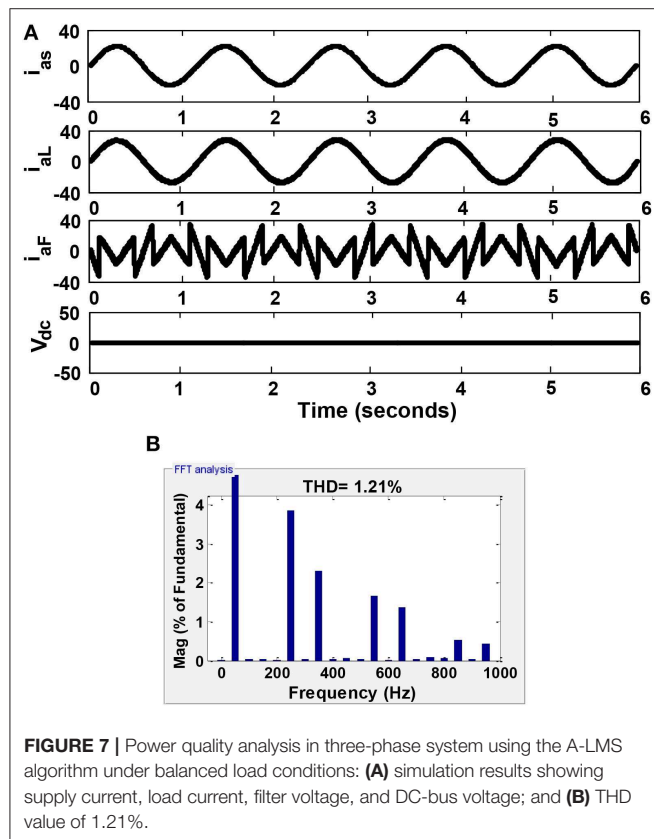 A
i_as
40
0
-40
0 1 2 3 4 5 6
i_aL
40
0
-40
0 1 2 3 4 5 6
i_aF
40
0
-40
0 1 2 3 4 5 6
V_dc
50
0
-50
0 1 2 3 4 5 6
Time (seconds)
B
FFT analysis
THD= 1.21%
Mag (% of Fundamental)
4
3
2
1
0
0 200 400 600 800 1000
Frequency (Hz)
FIGURE 7 | Power quality analysis in three-phase system using the A-LMS
algorithm under balanced load conditions: (A) simulation results showing
supply current, load current, filter voltage, and DC-bus voltage; and (B) THD
value of 1.21%.